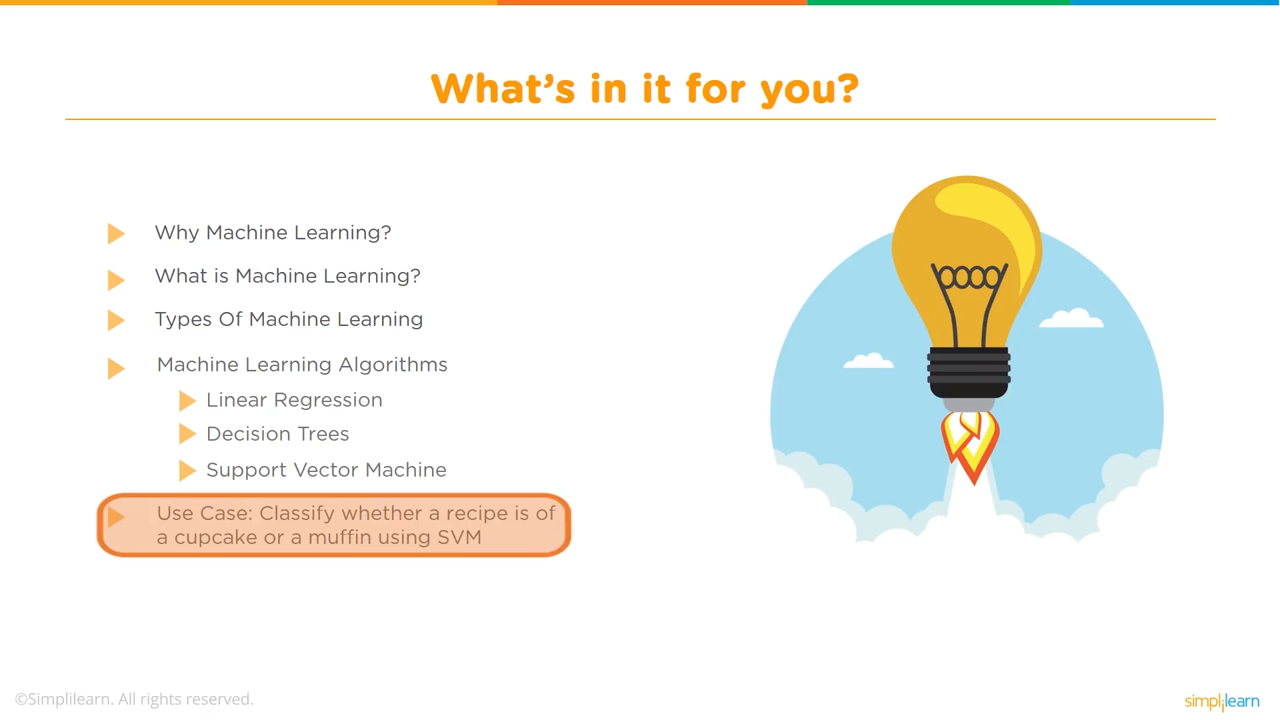 What's in it for you?
Why Machine Learning?
What is Machine Learning?
Types Of Machine Learning
Machine Learning Algorithms
Linear Regression
Decision Trees
Support Vector Machine
Use Case: Classify whether a recipe is of
a cupcake or a muffin using SVM
©Simplilearn. All rights reserved.
simplilearn